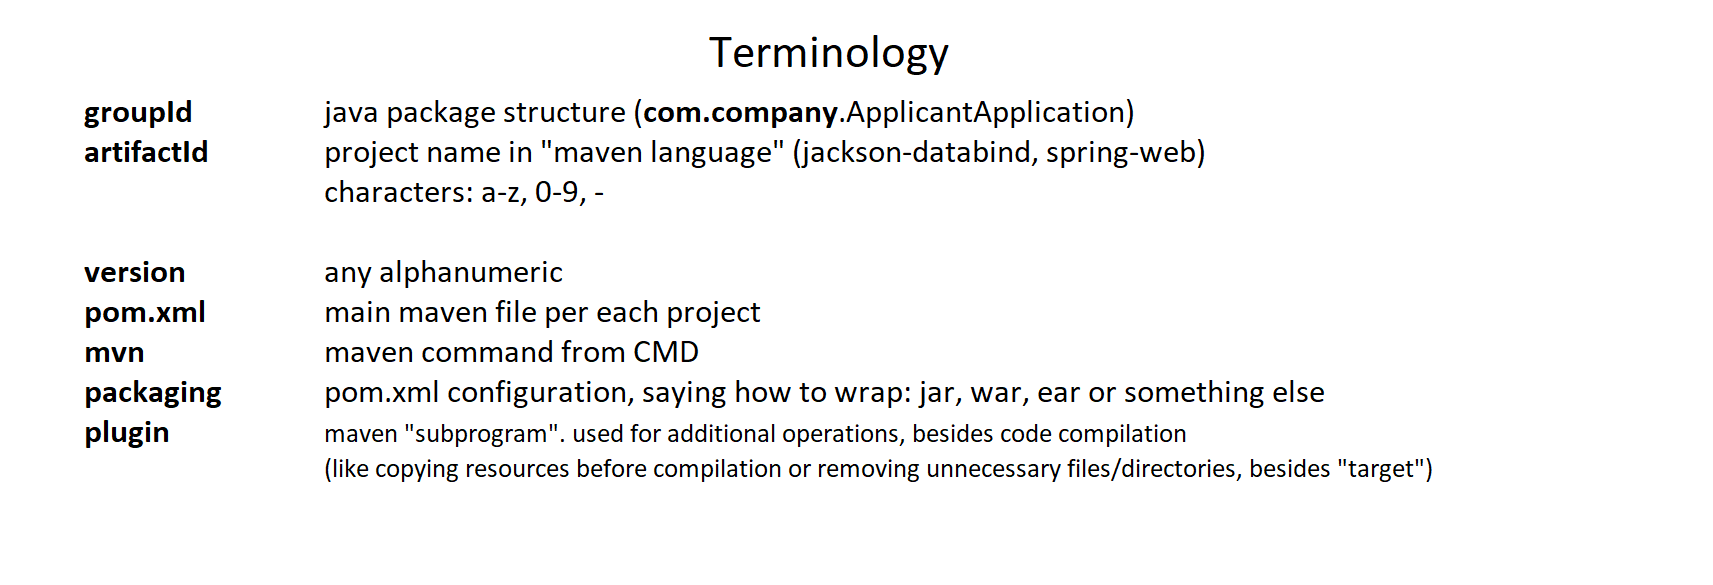 Terminology
groupId java package structure (com.company.ApplicantApplication)
artifactId project name in "maven language" (jackson-databind, spring-web)
characters: a-z, 0-9, -
version any alphanumeric
pom.xml main maven file per each project
mvn maven command from CMD
packaging pom.xml configuration, saying how to wrap: jar, war, ear or something else
plugin maven "subprogram". used for additional operations, besides code compilation
(like copying resources before compilation or removing unnecessary files/directories, besides "target")